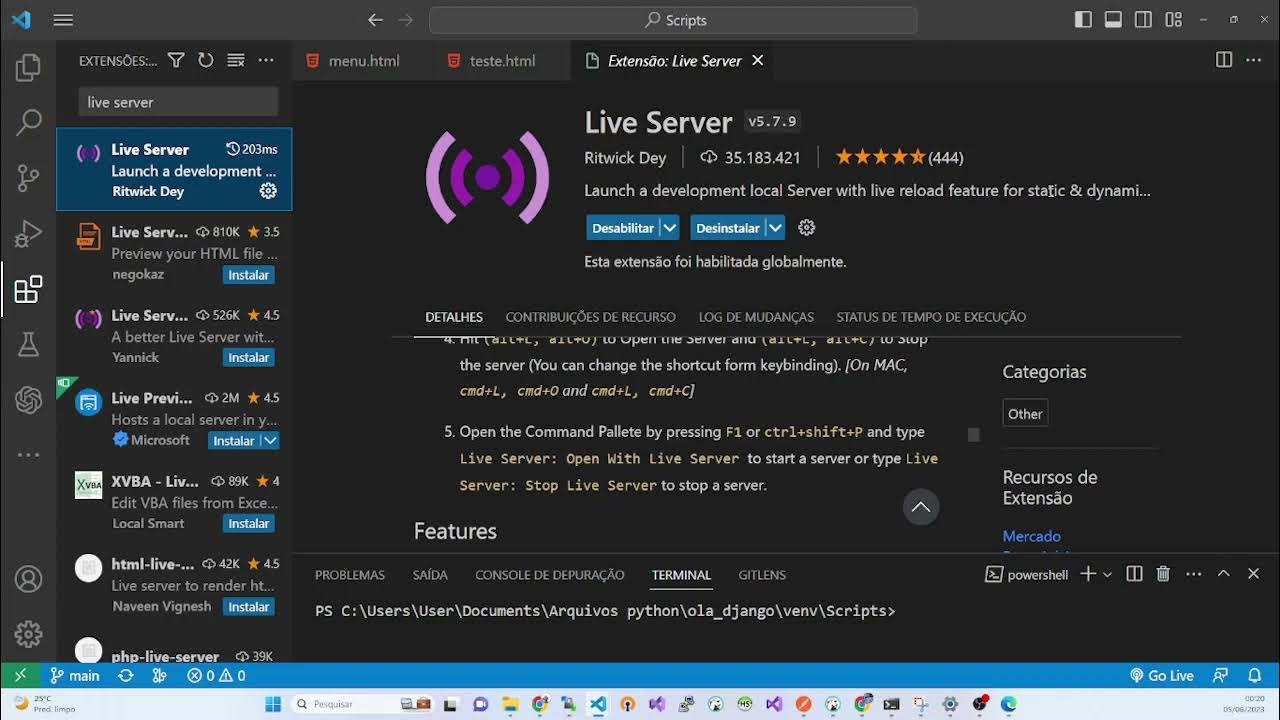 Scripts
EXTENSÕES:...
live server
Live Server 203ms
Launch a development ...
Ritwick Dey
Live Serv... 810K 3.5
Preview your HTML file ...
negokaz Instalar
Live Serv... 526K 4.5
A better Live Server wit...
Yannick Instalar
Live Previ... 2M 4.5
Hosts a local server in y...
Microsoft Instalar
XVBA
XVBA - Liv... 89K 4
Edit VBA files from Exce...
Local Smart Instalar
html-live-... 42K 4.5
Live server to render ht...
Naveen Vignesh Instalar
php-live-server 39K
menu.html teste.html Extensão: Live Server
Live Server v5.7.9
Ritwick Dey 35.183.421 (444)
Launch a development local Server with live reload feature for static & dynami...
Desabilitar Desinstalar
Esta extensão foi habilitada globalmente.
DETALHES CONTRIBUIÇÕES DE RECURSO LOG DE MUDANÇAS STATUS DE TEMPO DE EXECUÇÃO
4. Hit (alt+L, alt+O) to Open the Server and (alt+L, alt+C) to Stop
the server (You can change the shortcut form keybinding). [On MAC,
cmd+L, cmd+O and cmd+L, cmd+C]
5. Open the Command Pallete by pressing F1 or ctrl+shift+P and type
Live Server: Open With Live Server to start a server or type Live
Server: Stop Live Server to stop a server.
Features
Categorias
Other
Recursos de
Extensão
Mercado
PROBLEMAS SAÍDA CONSOLE DE DEPURAÇÃO TERMINAL GITLENS powershell
PS C:\Users\User\Documents\Arquivos python\ola_django\venv\Scripts>
main 0 0 Go Live
25°C
Pred. limpo
Pesquisar
00:20
05/06/2023